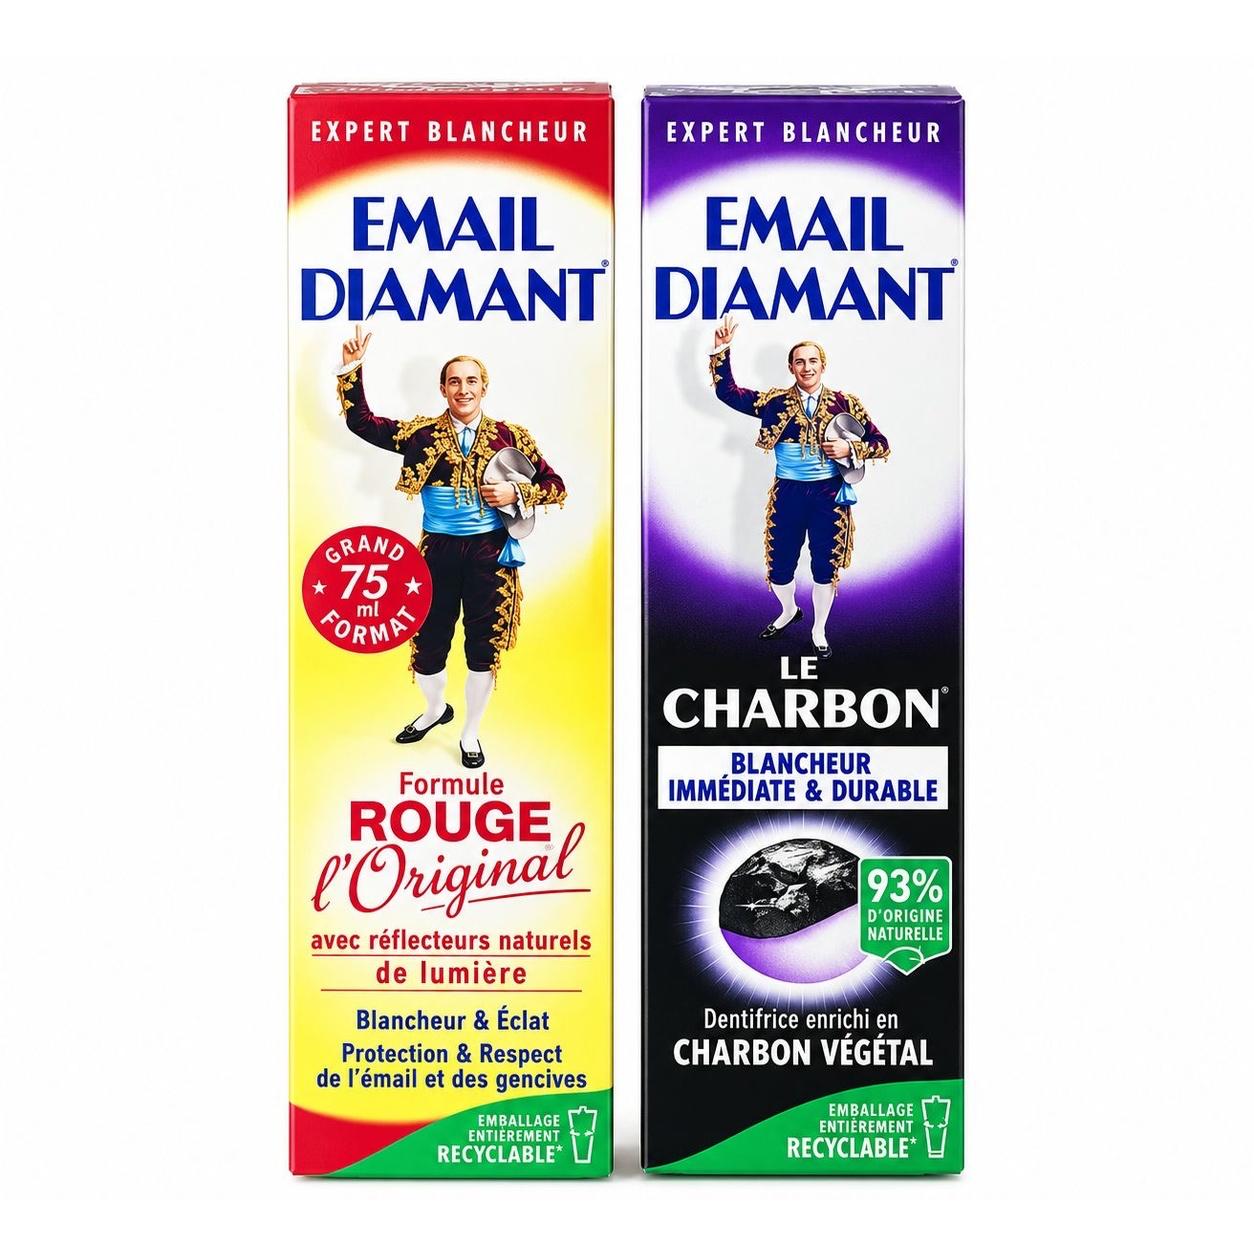 EXPERT BLANCHEUR
EMAIL
DIAMANT®
GRAND
75
ml
FORMAT
Formule
ROUGE
l'Original®
avec réflecteurs naturels
de lumière
Blancheur & Éclat
Protection & Respect
de l'émail et des gencives
EMBALLAGE
ENTIÈREMENT
RECYCLABLE*
EXPERT BLANCHEUR
EMAIL
DIAMANT®
LE
CHARBON®
BLANCHEUR
IMMÉDIATE & DURABLE
93%
D'ORIGINE
NATURELLE
Dentifrice enrichi en
CHARBON VÉGÉTAL
EMBALLAGE
ENTIÈREMENT
RECYCLABLE*